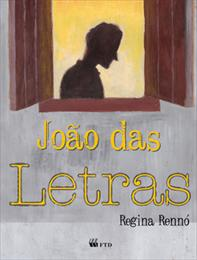 João das
Letras
Regina Rennó
FTD